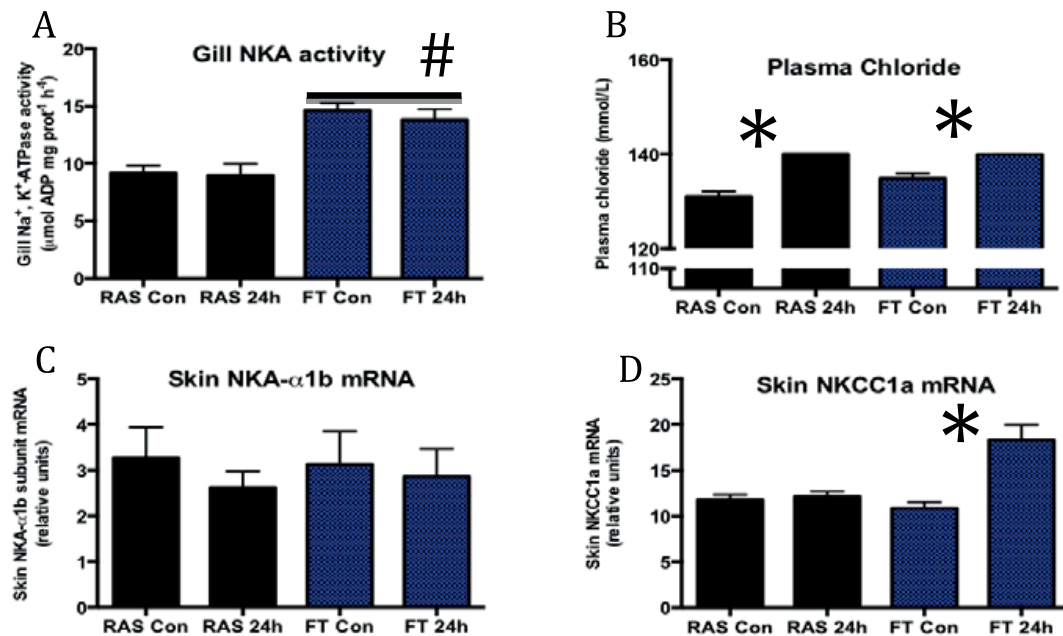 A
Gill NKA activity
#
Gill Na⁺, K⁺-ATPase activity
(μmol ADP mg prot⁻¹ h⁻¹)
20
15
10
5
0
RAS Con RAS 24h FT Con FT 24h
B
Plasma Chloride
* *
Plasma chloride (mmol/L)
160
140
120
110
RAS Con RAS 24h FT Con FT 24h
C
Skin NKA-α1b mRNA
Skin NKA-α1b subunit mRNA
(relative units)
5
4
3
2
1
0
RAS Con RAS 24h FT Con FT 24h
D
Skin NKCC1a mRNA
*
Skin NKCC1a mRNA
(relative units)
25
20
15
10
5
0
RAS Con RAS 24h FT Con FT 24h